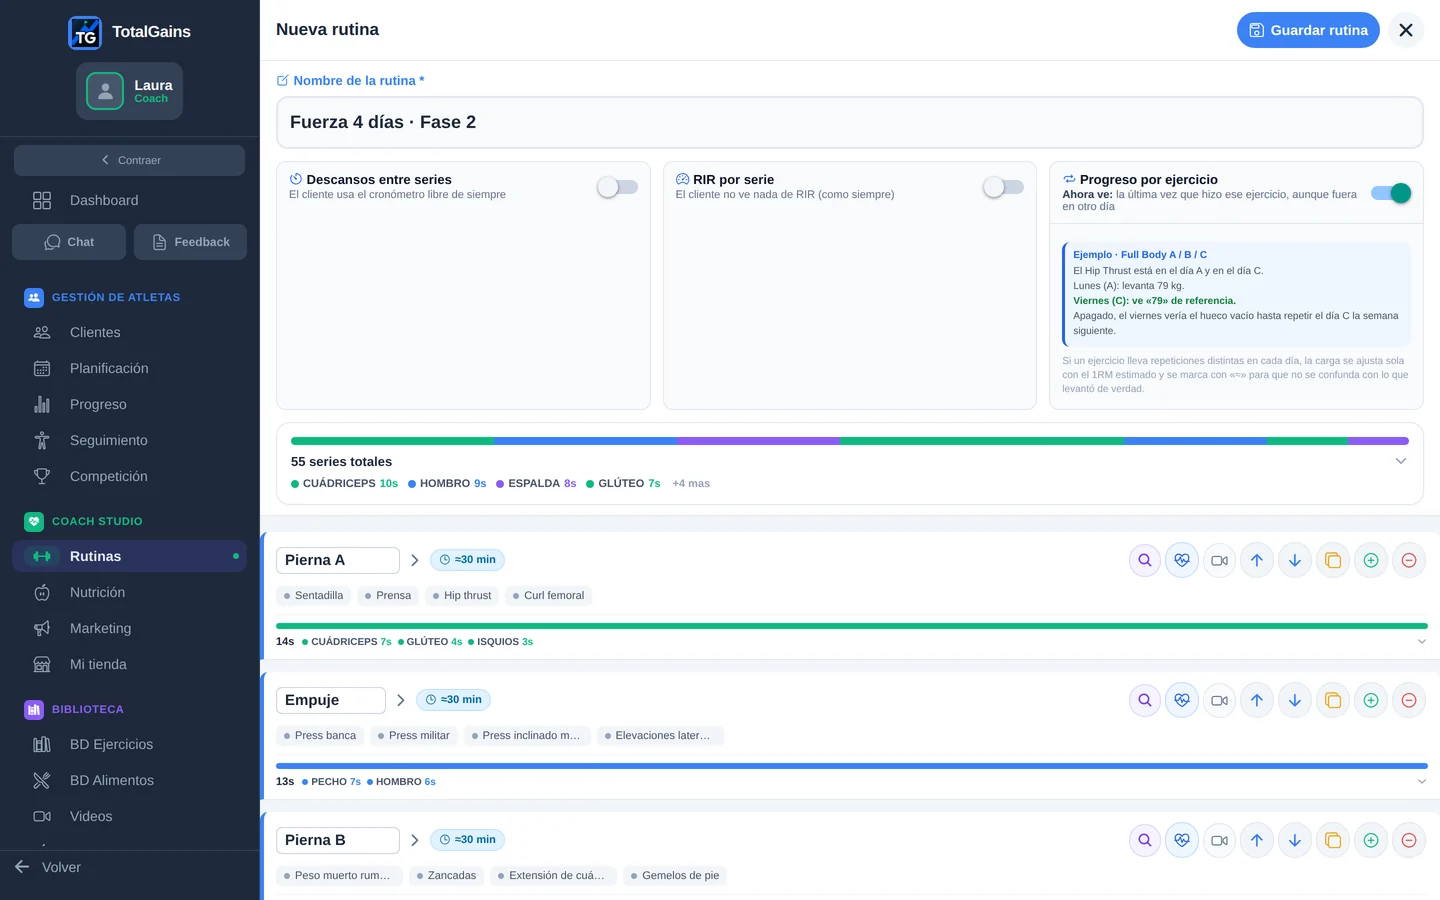 TG TotalGains
Laura
Coach
Contraer
Dashboard
Chat
Feedback
GESTIÓN DE ATLETAS
Clientes
Planificación
Progreso
Seguimiento
Competición
COACH STUDIO
Rutinas
Nutrición
Marketing
Mi tienda
BIBLIOTECA
BD Ejercicios
BD Alimentos
Videos
Volver
Nueva rutina
Guardar rutina
Nombre de la rutina *
Fuerza 4 días · Fase 2
Descansos entre series
El cliente usa el cronómetro libre de siempre
RIR por serie
El cliente no ve nada de RIR (como siempre)
Progreso por ejercicio
Ahora ve: la última vez que hizo ese ejercicio, aunque fuera
en otro día
Ejemplo · Full Body A / B / C
El Hip Thrust está en el día A y en el día C.
Lunes (A): levanta 79 kg.
Viernes (C): ve «79» de referencia.
Apagado, el viernes vería el hueco vacío hasta repetir el día C la semana
siguiente.
Si un ejercicio lleva repeticiones distintas en cada día, la carga se ajusta sola
con el 1RM estimado y se marca con «≈» para que no se confunda con lo que
levantó de verdad.
55 series totales
CUÁDRICEPS 10s HOMBRO 9s ESPALDA 8s GLÚTEO 7s +4 mas
Pierna A ≈30 min
Sentadilla Prensa Hip thrust Curl femoral
14s CUÁDRICEPS 7s GLÚTEO 4s ISQUIOS 3s
Empuje ≈30 min
Press banca Press militar Press inclinado m… Elevaciones later…
13s PECHO 7s HOMBRO 6s
Pierna B ≈30 min
Peso muerto rum… Zancadas Extensión de cuá… Gemelos de pie